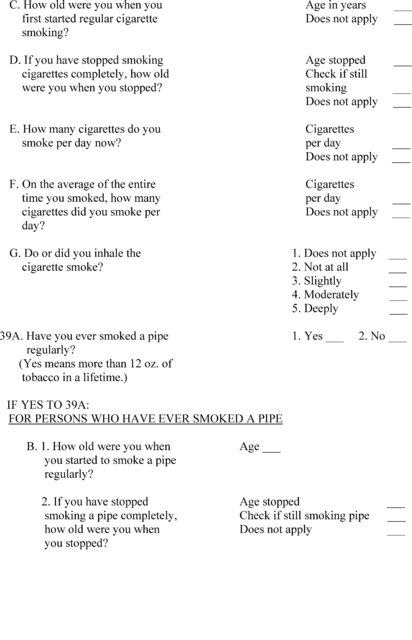 C. How old were you when you Age in years ___
first started regular cigarette Does not apply ___
smoking?
D. If you have stopped smoking Age stopped ___
cigarettes completely, how old Check if still
were you when you stopped? smoking ___
Does not apply ___
E. How many cigarettes do you Cigarettes
smoke per day now? per day ___
Does not apply ___
F. On the average of the entire Cigarettes
time you smoked, how many per day ___
cigarettes did you smoke per Does not apply ___
day?
G. Do or did you inhale the 1. Does not apply ___
cigarette smoke? 2. Not at all ___
3. Slightly ___
4. Moderately ___
5. Deeply ___
39A. Have you ever smoked a pipe 1. Yes ___ 2. No ___
regularly?
(Yes means more than 12 oz. of
tobacco in a lifetime.)
IF YES TO 39A:
FOR PERSONS WHO HAVE EVER SMOKED A PIPE
B. 1. How old were you when Age ___
you started to smoke a pipe
regularly?
2. If you have stopped Age stopped ___
smoking a pipe completely, Check if still smoking pipe ___
how old were you when Does not apply ___
you stopped?